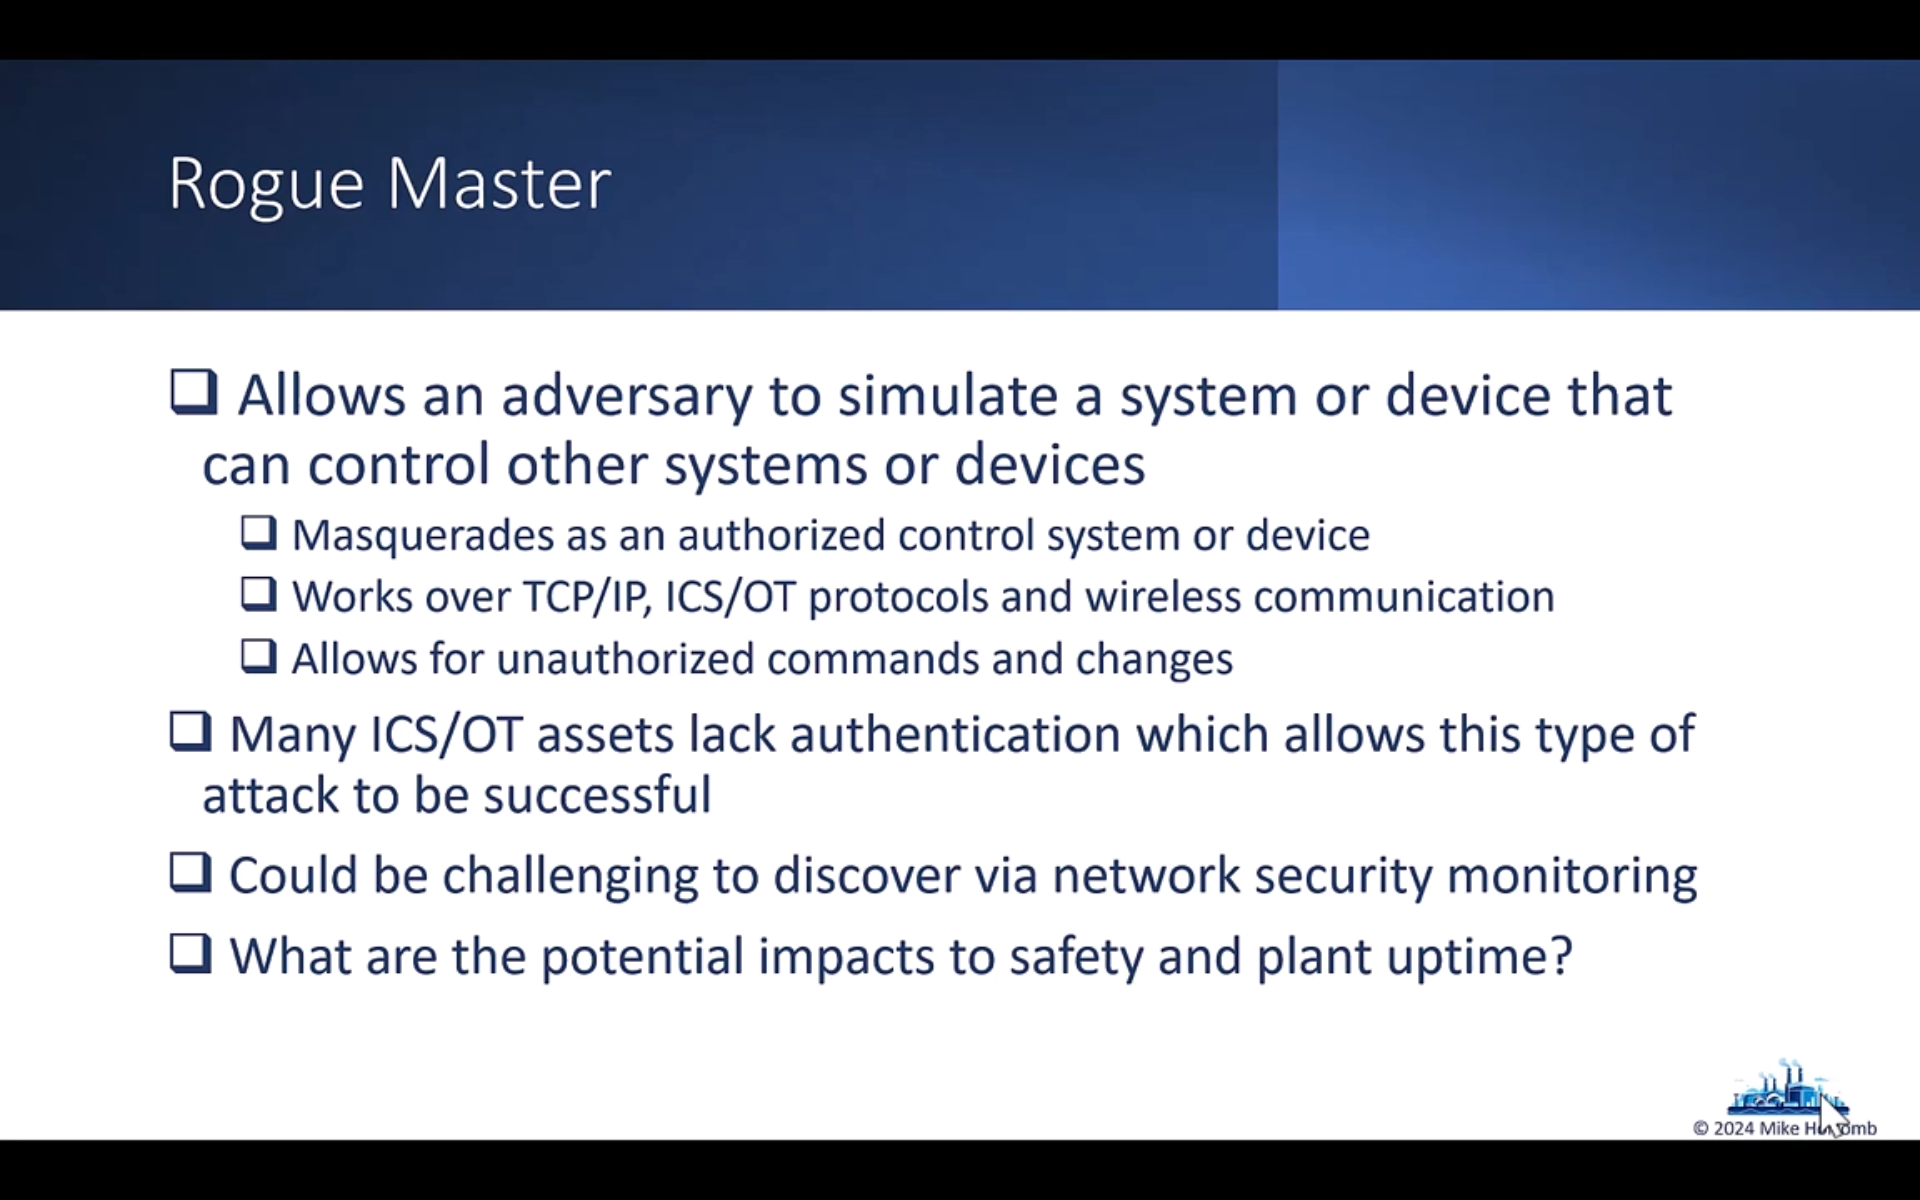 Rogue Master
Allows an adversary to simulate a system or device that
can control other systems or devices
Masquerades as an authorized control system or device
Works over TCP/IP, ICS/OT protocols and wireless communication
Allows for unauthorized commands and changes
Many ICS/OT assets lack authentication which allows this type of
attack to be successful
Could be challenging to discover via network security monitoring
What are the potential impacts to safety and plant uptime?
© 2024 Mike